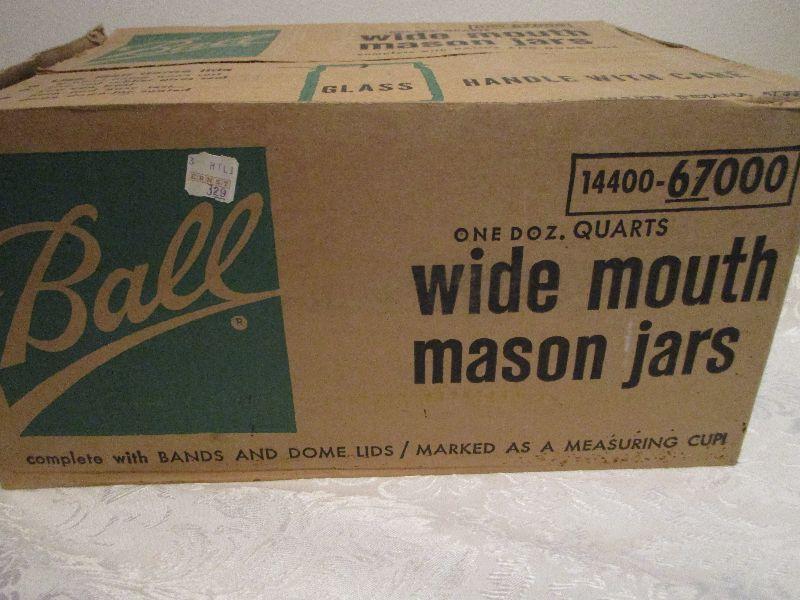 Ball
wide mouth
mason jars
GLASS
HANDLE WITH CARE
Ball
®
329
14400-67000
ONE DOZ. QUARTS
wide mouth
mason jars
complete with BANDS AND DOME LIDS / MARKED AS A MEASURING CUP!